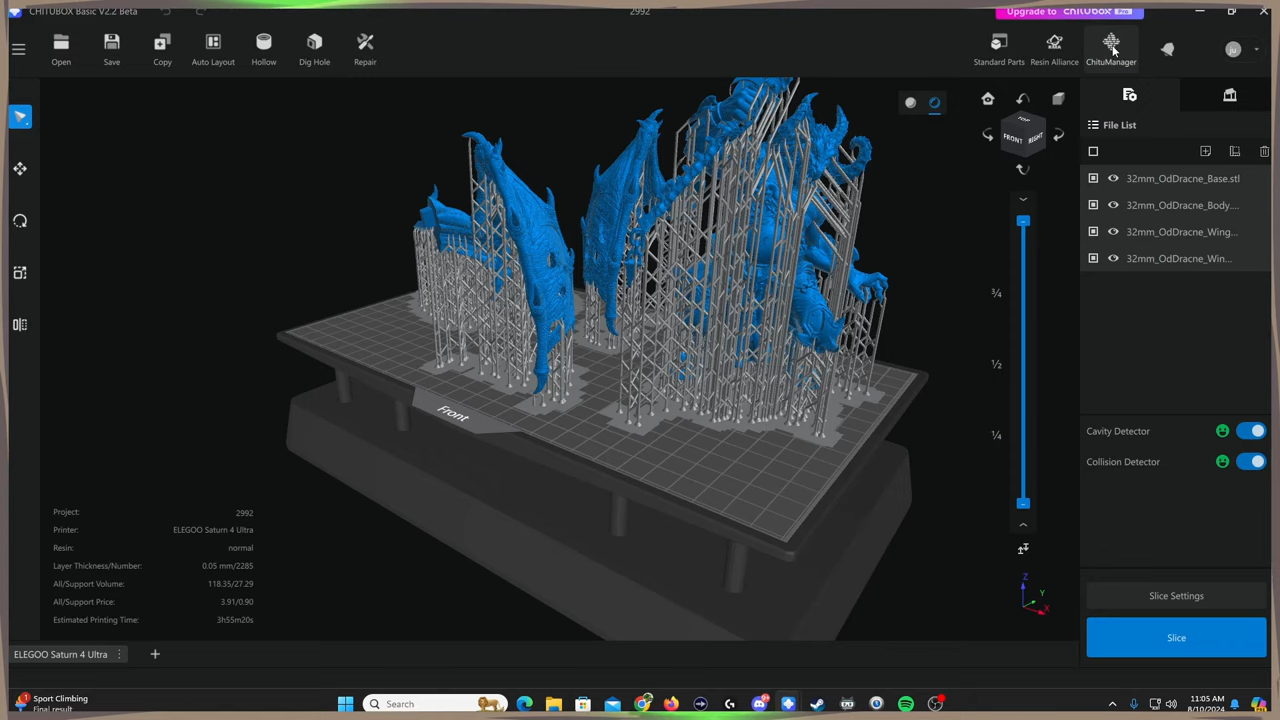 CHITUBOX Basic V2.2 Beta
2992
Upgrade to CHITUBOX Pro
Open
Save
Copy
Auto Layout
Hollow
Dig Hole
Repair
Standard Parts
Resin Alliance
ChituManager
ju
FRONT
RIGHT
File List
32mm_OdDracne_Base.stl
32mm_OdDracne_Body....
32mm_OdDracne_Wing...
32mm_OdDracne_Win...
¾
½
¼
Front
Cavity Detector
Collision Detector
Project: 2992
Printer: ELEGOO Saturn 4 Ultra
Resin: normal
Layer Thickness/Number: 0.05 mm/2285
All/Support Volume: 118.35/27.29
All/Support Price: 3.91/0.90
Estimated Printing Time: 3h55m20s
Z
Y
X
Slice Settings
Slice
ELEGOO Saturn 4 Ultra
1
Sport Climbing
Final result
Search
11:05 AM
8/10/2024